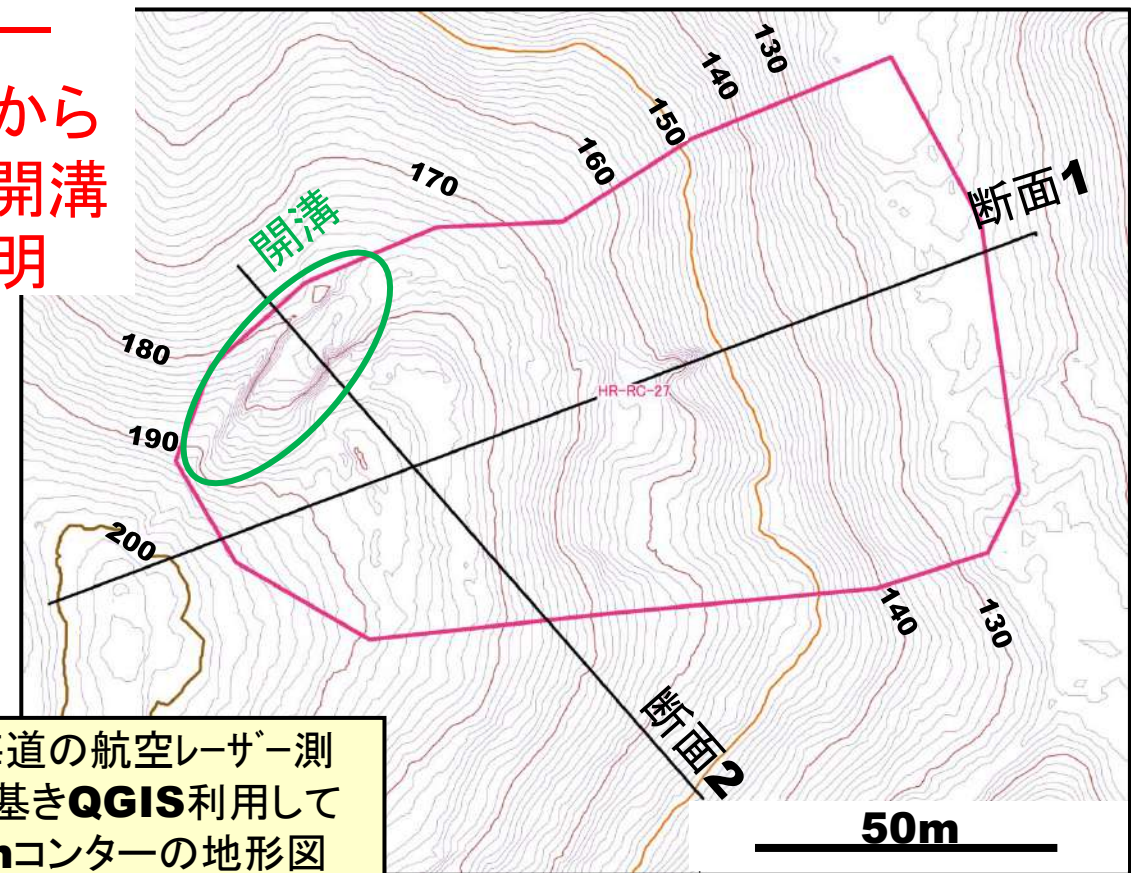 から
開溝
明
130
140
150
160
170
開溝
断面1
180
HR-RC-27
190
200
140
130
断面2
道の航空レーザー測
基きQGIS利用して
コンターの地形図
50m